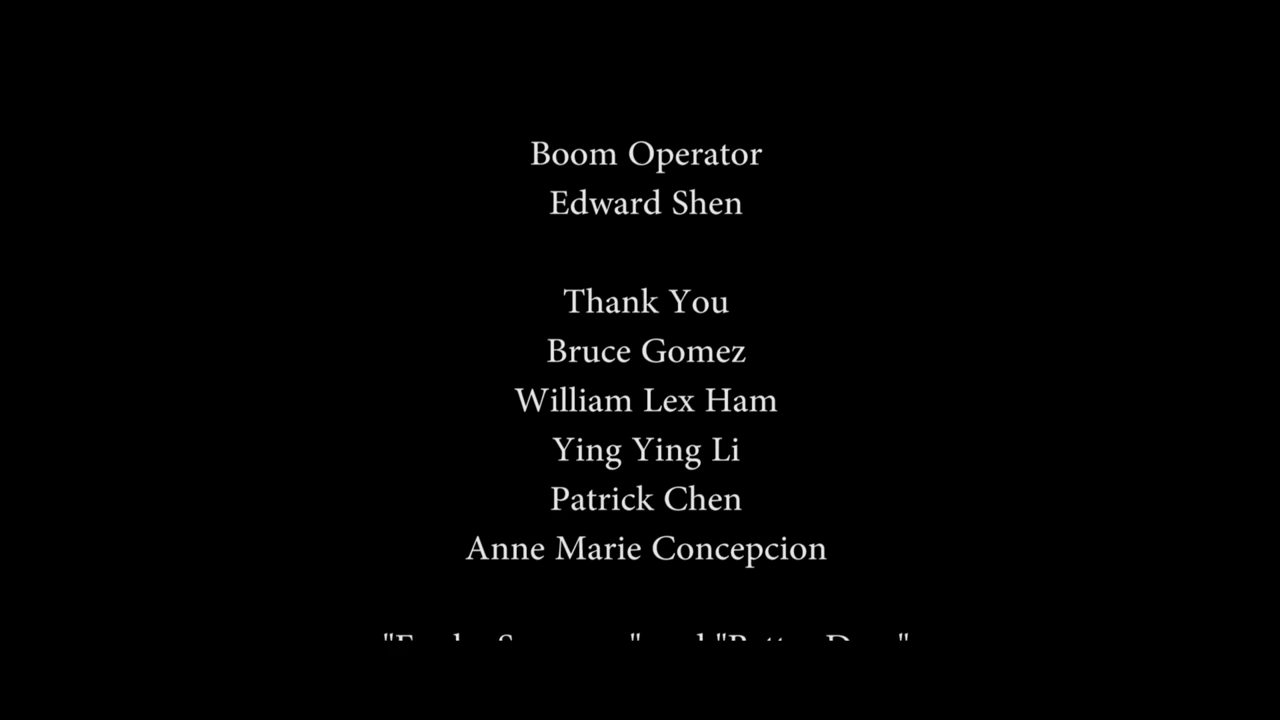 Boom Operator
Edward Shen
Thank You
Bruce Gomez
William Lex Ham
Ying Ying Li
Patrick Chen
Anne Marie Concepcion